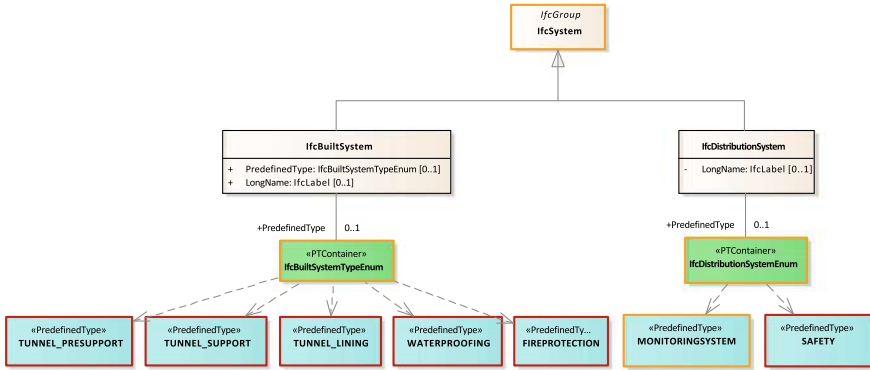 IfcGroup
IfcSystem
IfcBuiltSystem
+ PredefinedType: IfcBuiltSystemTypeEnum [0..1]
+ LongName: IfcLabel [0..1]
IfcDistributionSystem
- LongName: IfcLabel [0..1]
+PredefinedType 0..1
+PredefinedType 0..1
«PTContainer»
IfcBuiltSystemTypeEnum
«PTContainer»
IfcDistributionSystemEnum
«PredefinedType»
TUNNEL_PRESUPPORT
«PredefinedType»
TUNNEL_SUPPORT
«PredefinedType»
TUNNEL_LINING
«PredefinedType»
WATERPROOFING
«PredefinedTy...
FIREPROTECTION
«PredefinedType»
MONITORINGSYSTEM
«PredefinedType»
SAFETY